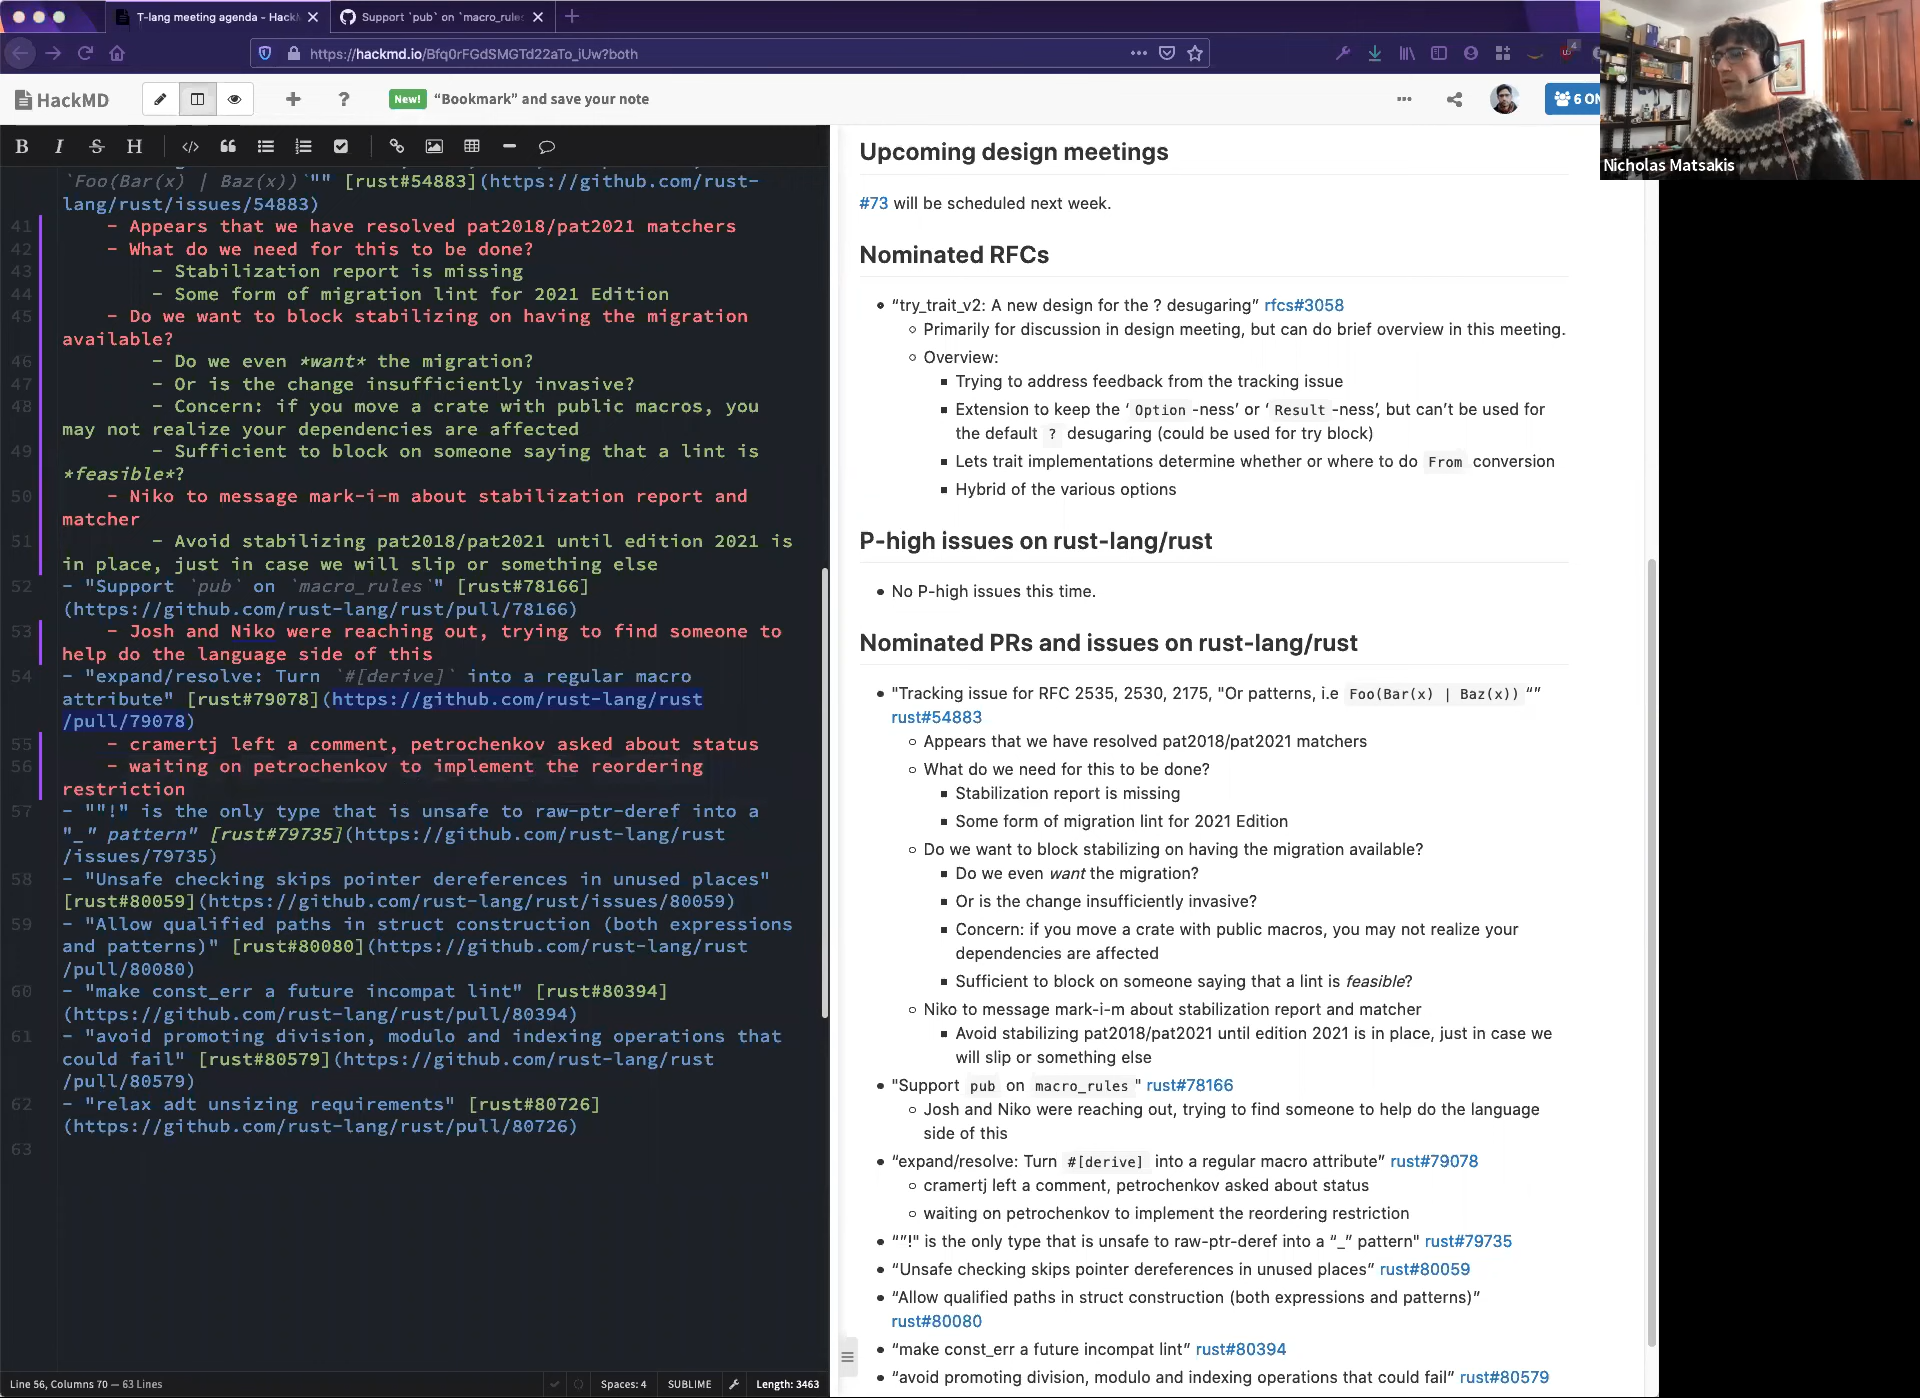 T-lang meeting agenda - Hack
Support `pub` on `macro_rule
https://hackmd.io/Bfq0rFGdSMGTd22aTo_iUw?both
4
HackMD
New! “Bookmark” and save your note
6 ON
Nicholas Matsakis
B I S H
`Foo(Bar(x) | Baz(x))`"" [rust#54883](https://github.com/rust-
lang/rust/issues/54883)
41 - Appears that we have resolved pat2018/pat2021 matchers
42 - What do we need for this to be done?
43 - Stabilization report is missing
44 - Some form of migration lint for 2021 Edition
45 - Do we want to block stabilizing on having the migration
available?
46 - Do we even *want* the migration?
47 - Or is the change insufficiently invasive?
48 - Concern: if you move a crate with public macros, you
may not realize your dependencies are affected
49 - Sufficient to block on someone saying that a lint is
*feasible*?
50 - Niko to message mark-i-m about stabilization report and
matcher
51 - Avoid stabilizing pat2018/pat2021 until edition 2021 is
in place, just in case we will slip or something else
52 - "Support `pub` on `macro_rules`" [rust#78166]
(https://github.com/rust-lang/rust/pull/78166)
53 - Josh and Niko were reaching out, trying to find someone to
help do the language side of this
54 - "expand/resolve: Turn `#[derive]` into a regular macro
attribute" [rust#79078](https://github.com/rust-lang/rust
/pull/79078)
55 - cramertj left a comment, petrochenkov asked about status
56 - waiting on petrochenkov to implement the reordering
restriction
57 - ""!" is the only type that is unsafe to raw-ptr-deref into a
"_" pattern" [rust#79735](https://github.com/rust-lang/rust
/issues/79735)
58 - "Unsafe checking skips pointer dereferences in unused places"
[rust#80059](https://github.com/rust-lang/rust/issues/80059)
59 - "Allow qualified paths in struct construction (both expressions
and patterns)" [rust#80080](https://github.com/rust-lang/rust
/pull/80080)
60 - "make const_err a future incompat lint" [rust#80394]
(https://github.com/rust-lang/rust/pull/80394)
61 - "avoid promoting division, modulo and indexing operations that
could fail" [rust#80579](https://github.com/rust-lang/rust
/pull/80579)
62 - "relax adt unsizing requirements" [rust#80726]
(https://github.com/rust-lang/rust/pull/80726)
63
Line 56, Columns 70 — 63 Lines
Spaces: 4 SUBLIME Length: 3463
Upcoming design meetings
#73 will be scheduled next week.
Nominated RFCs
“try_trait_v2: A new design for the ? desugaring” rfcs#3058
Primarily for discussion in design meeting, but can do brief overview in this meeting.
Overview:
Trying to address feedback from the tracking issue
Extension to keep the ‘Option-ness’ or ‘Result-ness’, but can’t be used for
the default ? desugaring (could be used for try block)
Lets trait implementations determine whether or where to do From conversion
Hybrid of the various options
P-high issues on rust-lang/rust
No P-high issues this time.
Nominated PRs and issues on rust-lang/rust
"Tracking issue for RFC 2535, 2530, 2175, "Or patterns, i.e Foo(Bar(x) | Baz(x)) “”
rust#54883
Appears that we have resolved pat2018/pat2021 matchers
What do we need for this to be done?
Stabilization report is missing
Some form of migration lint for 2021 Edition
Do we want to block stabilizing on having the migration available?
Do we even want the migration?
Or is the change insufficiently invasive?
Concern: if you move a crate with public macros, you may not realize your
dependencies are affected
Sufficient to block on someone saying that a lint is feasible?
Niko to message mark-i-m about stabilization report and matcher
Avoid stabilizing pat2018/pat2021 until edition 2021 is in place, just in case we
will slip or something else
"Support pub on macro_rules " rust#78166
Josh and Niko were reaching out, trying to find someone to help do the language
side of this
“expand/resolve: Turn #[derive] into a regular macro attribute” rust#79078
cramertj left a comment, petrochenkov asked about status
waiting on petrochenkov to implement the reordering restriction
“”!" is the only type that is unsafe to raw-ptr-deref into a “_” pattern" rust#79735
“Unsafe checking skips pointer dereferences in unused places” rust#80059
“Allow qualified paths in struct construction (both expressions and patterns)”
rust#80080
“make const_err a future incompat lint” rust#80394
“avoid promoting division, modulo and indexing operations that could fail” rust#80579